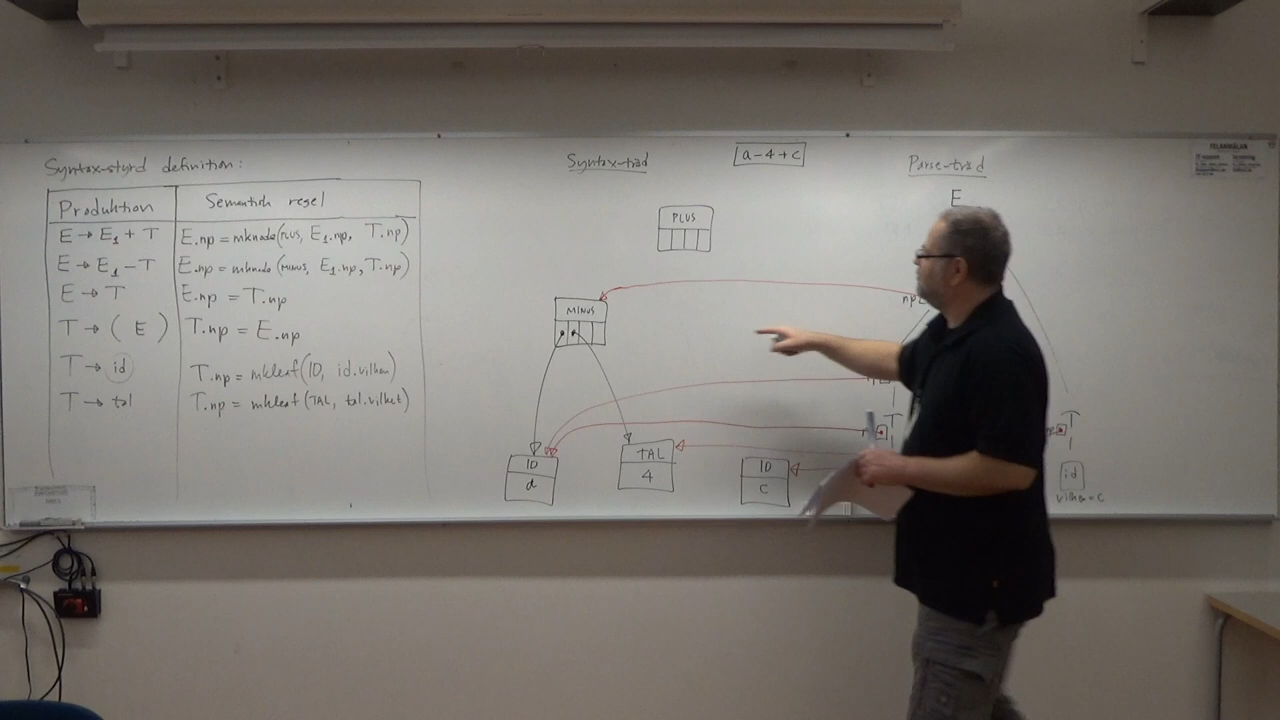 Syntax-styrd definition:
Produktion Semantisk regel
E → E₁ + T E.np = mknode(PLUS, E₁.np, T.np)
E → E₁ - T E.np = mknode(MINUS, E₁.np, T.np)
E → T E.np = T.np
T → ( E ) T.np = E.np
T → id T.np = mkleaf(ID, id.vilken)
T → tal T.np = mkleaf(TAL, tal.vilket)
Syntax-träd
a-4+c
PLUS
MINUS
ID
a
TAL
4
ID
c
Parse-träd
E
np
T
T
id
vilken=c
FELANMÄLAN